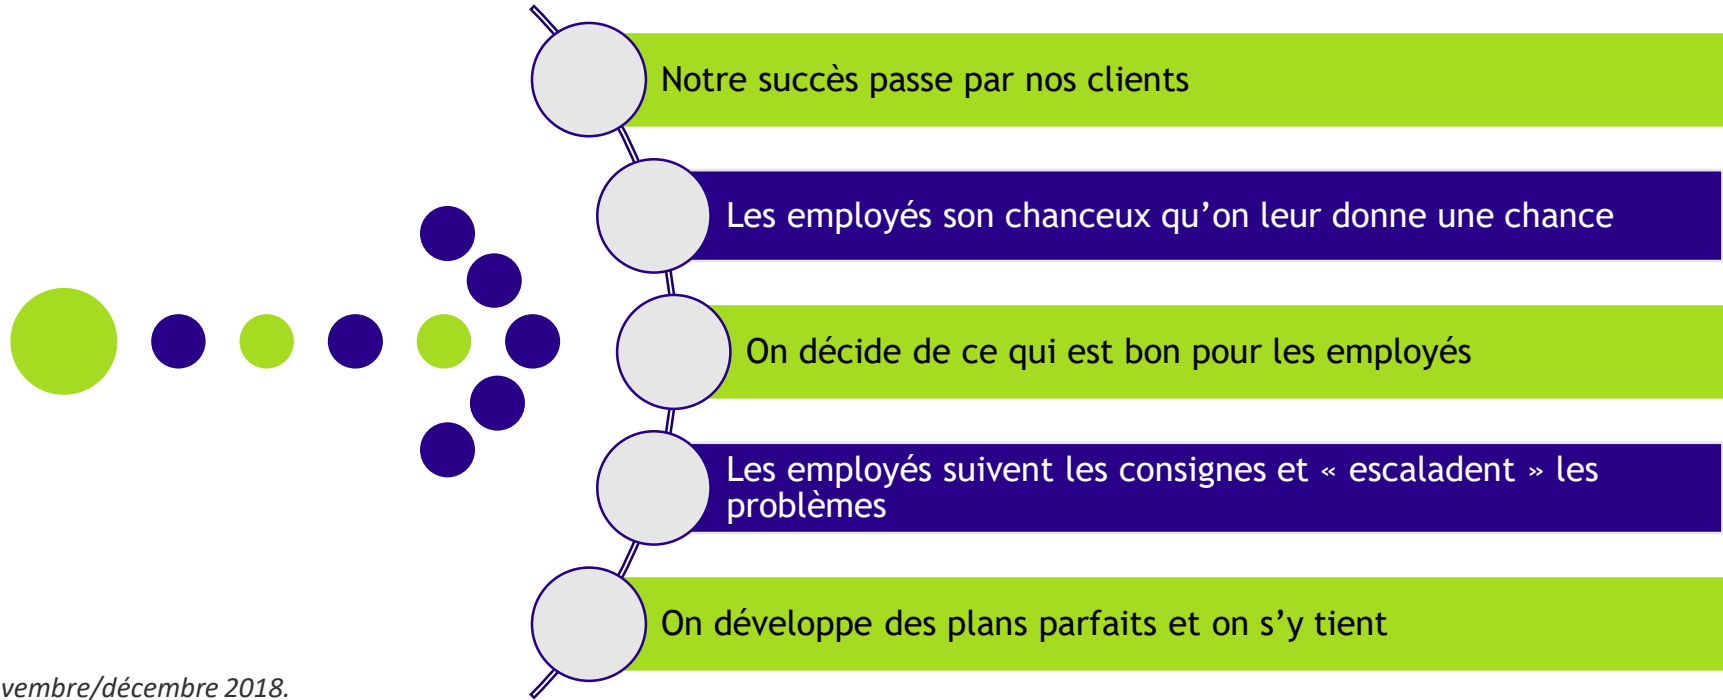 Notre succès passe par nos clients
Les employés son chanceux qu’on leur donne une chance
On décide de ce qui est bon pour les employés
Les employés suivent les consignes et « escaladent » les
problèmes
On développe des plans parfaits et on s’y tient
vembre/décembre 2018.